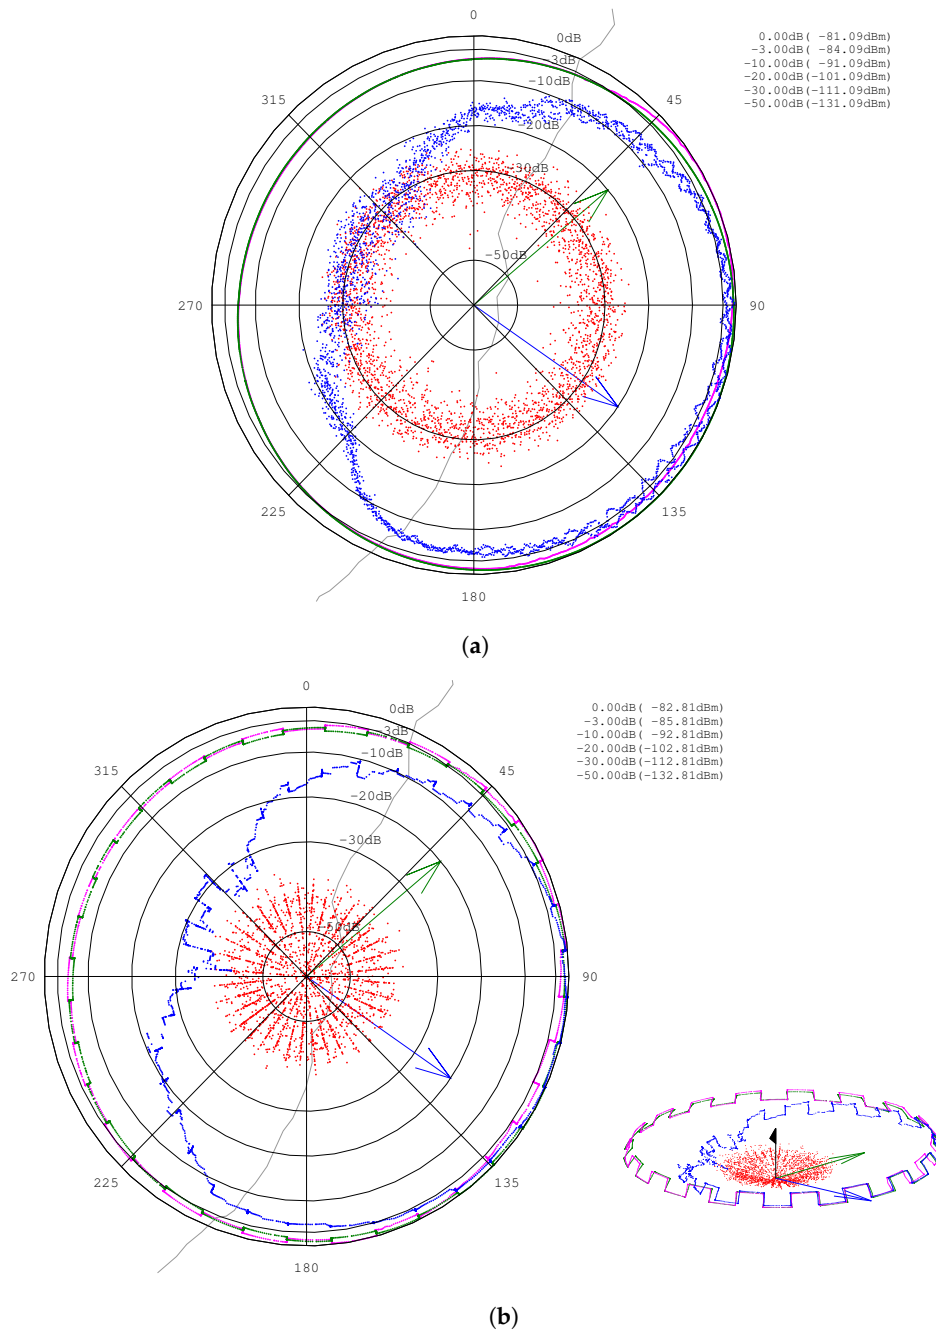 0
0dB
-3dB
-10dB
-20dB
-30dB
-50dB
0.00dB( -81.09dBm)
-3.00dB( -84.09dBm)
-10.00dB( -91.09dBm)
-20.00dB(-101.09dBm)
-30.00dB(-111.09dBm)
-50.00dB(-131.09dBm)
315
45
270
90
225
135
180
(a)
0
0dB
-3dB
-10dB
-20dB
-30dB
-50dB
0.00dB( -82.81dBm)
-3.00dB( -85.81dBm)
-10.00dB( -92.81dBm)
-20.00dB(-102.81dBm)
-30.00dB(-112.81dBm)
-50.00dB(-132.81dBm)
315
45
270
90
225
135
180
(b)